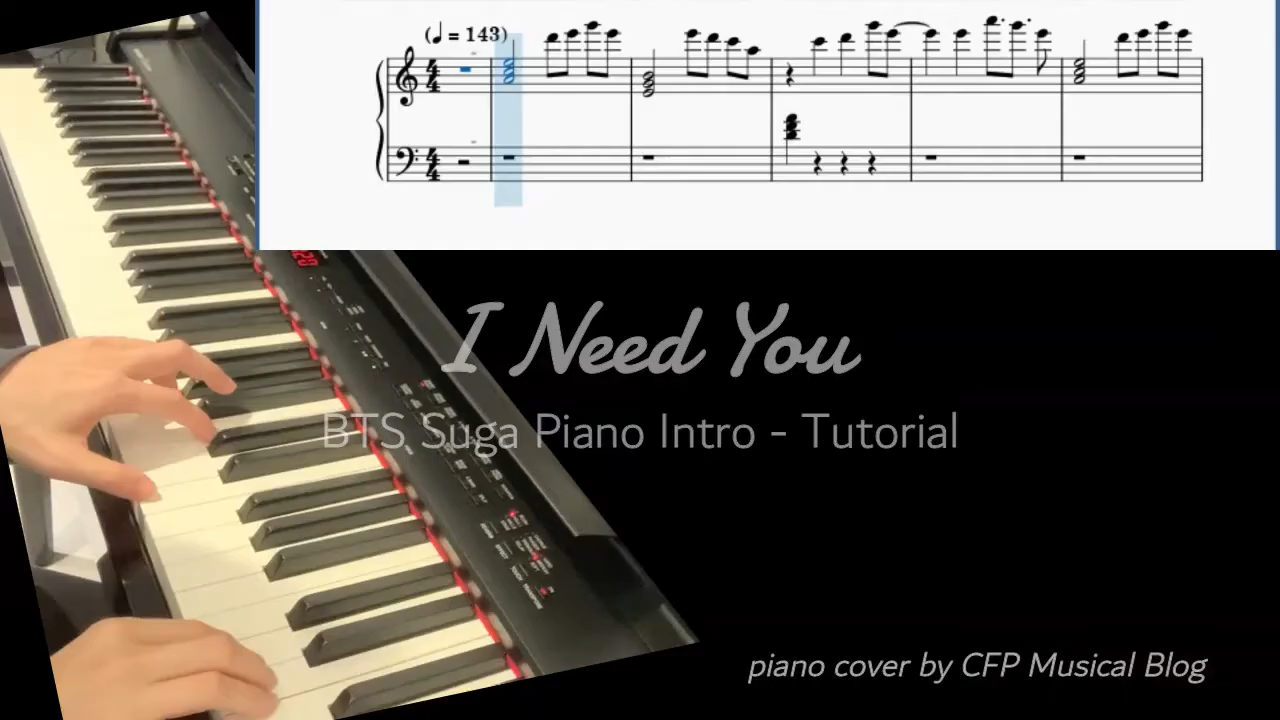 (♩ = 143)
I Need You
BTS Suga Piano Intro - Tutorial
piano cover by CFP Musical Blog